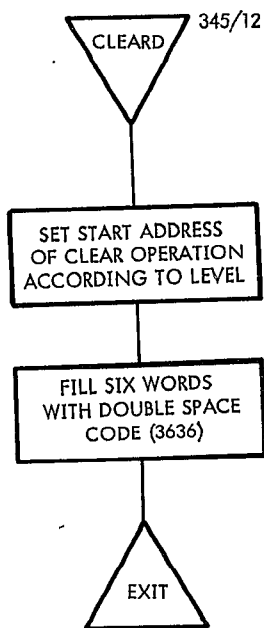 CLEARD 345/12
SET START ADDRESS
OF CLEAR OPERATION
ACCORDING TO LEVEL
FILL SIX WORDS
WITH DOUBLE SPACE
CODE (3636)
EXIT